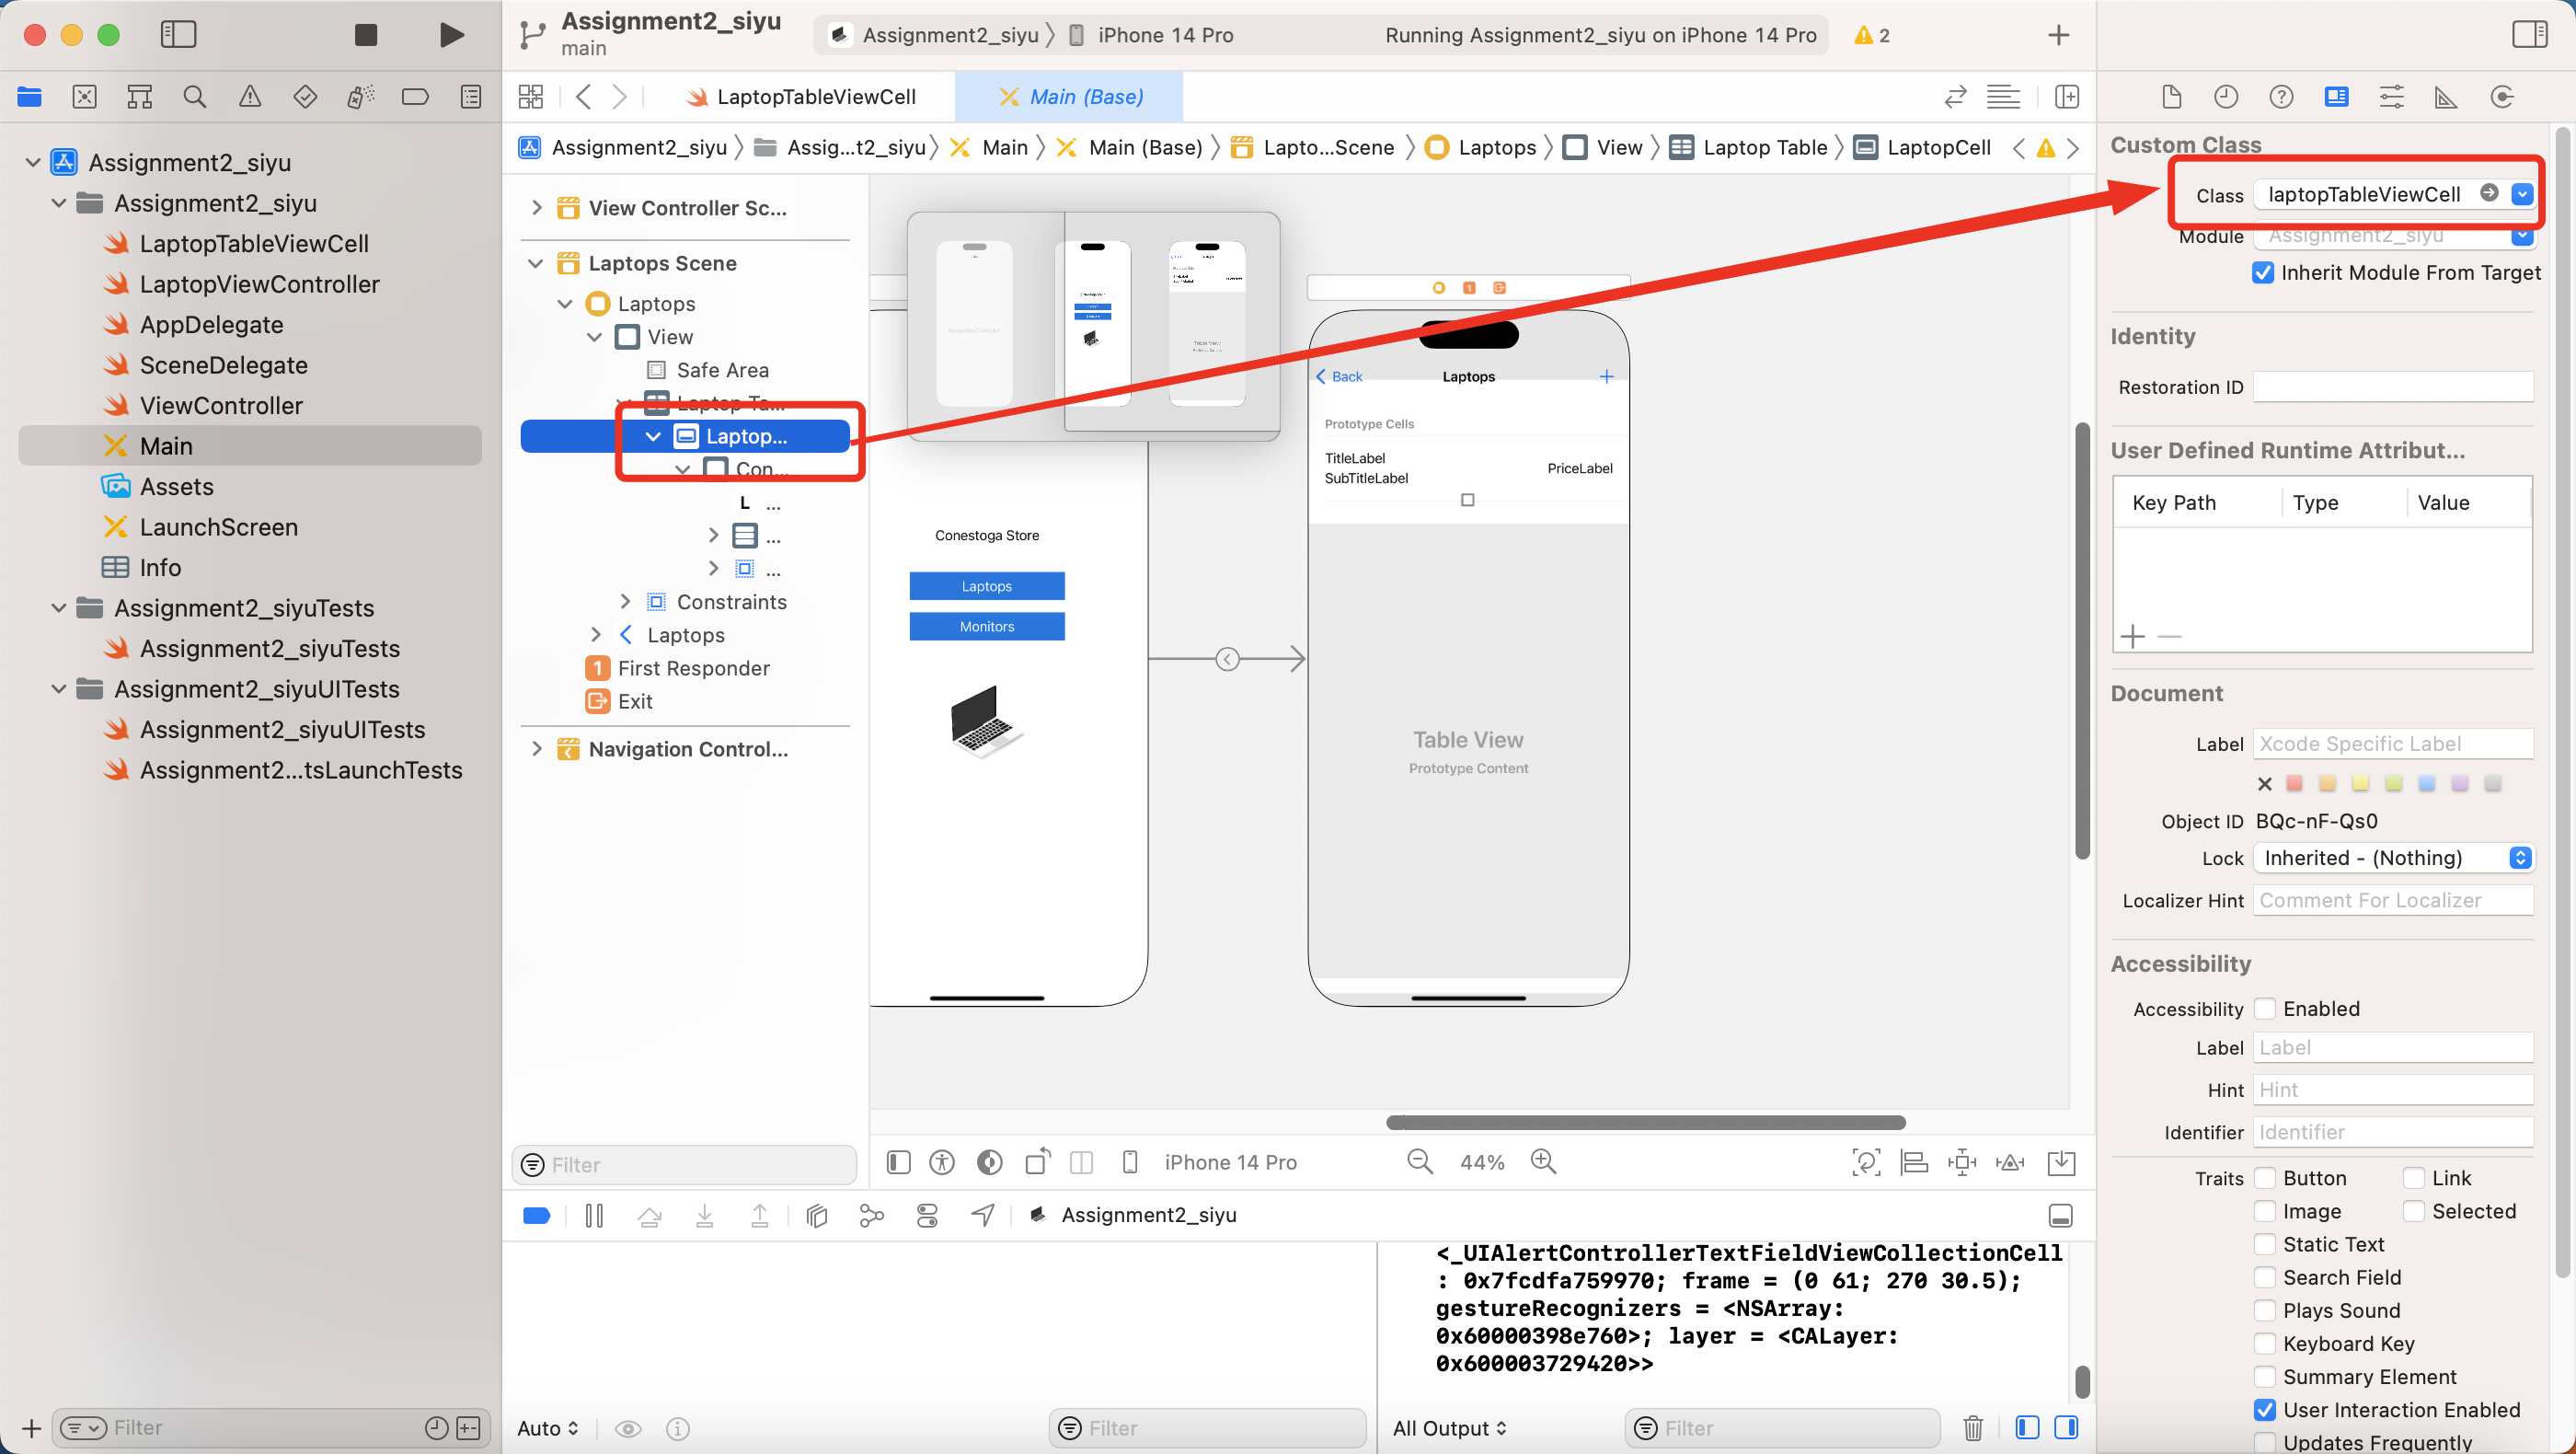 Assignment2_siyu
main
Assignment2_siyu
iPhone 14 Pro
Running Assignment2_siyu on iPhone 14 Pro
2
LaptopTableViewCell
Main (Base)
Assignment2_siyu
Assig...t2_siyu
Main
Main (Base)
Lapto...Scene
Laptops
View
Laptop Table
LaptopCell
Assignment2_siyu
Assignment2_siyu
LaptopTableViewCell
LaptopViewController
AppDelegate
SceneDelegate
ViewController
Main
Assets
LaunchScreen
Info
Assignment2_siyuTests
Assignment2_siyuTests
Assignment2_siyuUITests
Assignment2_siyuUITests
Assignment2...tsLaunchTests
Filter
View Controller Sc...
Laptops Scene
Laptops
View
Safe Area
Laptop Ta...
Laptop...
Con...
L ...
...
...
Constraints
Laptops
1 First Responder
Exit
Navigation Control...
Filter
Conestoga Store
Laptops
Monitors
1
Back
Laptops
Prototype Cells
TitleLabel
SubTitleLabel
PriceLabel
Table View
Prototype Content
iPhone 14 Pro
44%
Assignment2_siyu
<_UIAlertControllerTextFieldViewCollectionCell
: 0x7fcdfa759970; frame = (0 61; 270 30.5);
gestureRecognizers = <NSArray:
0x60000398e760>; layer = <CALayer:
0x600003729420>>
Auto
Filter
All Output
Filter
Custom Class
Class laptopTableViewCell
Module Assignment2_siyu
Inherit Module From Target
Identity
Restoration ID
User Defined Runtime Attribut...
Key Path Type Value
Document
Label Xcode Specific Label
Object ID BQc-nF-Qs0
Lock Inherited - (Nothing)
Localizer Hint Comment For Localizer
Accessibility
Accessibility Enabled
Label Label
Hint Hint
Identifier Identifier
Traits Button Link
Image Selected
Static Text
Search Field
Plays Sound
Keyboard Key
Summary Element
User Interaction Enabled
Updates Frequently